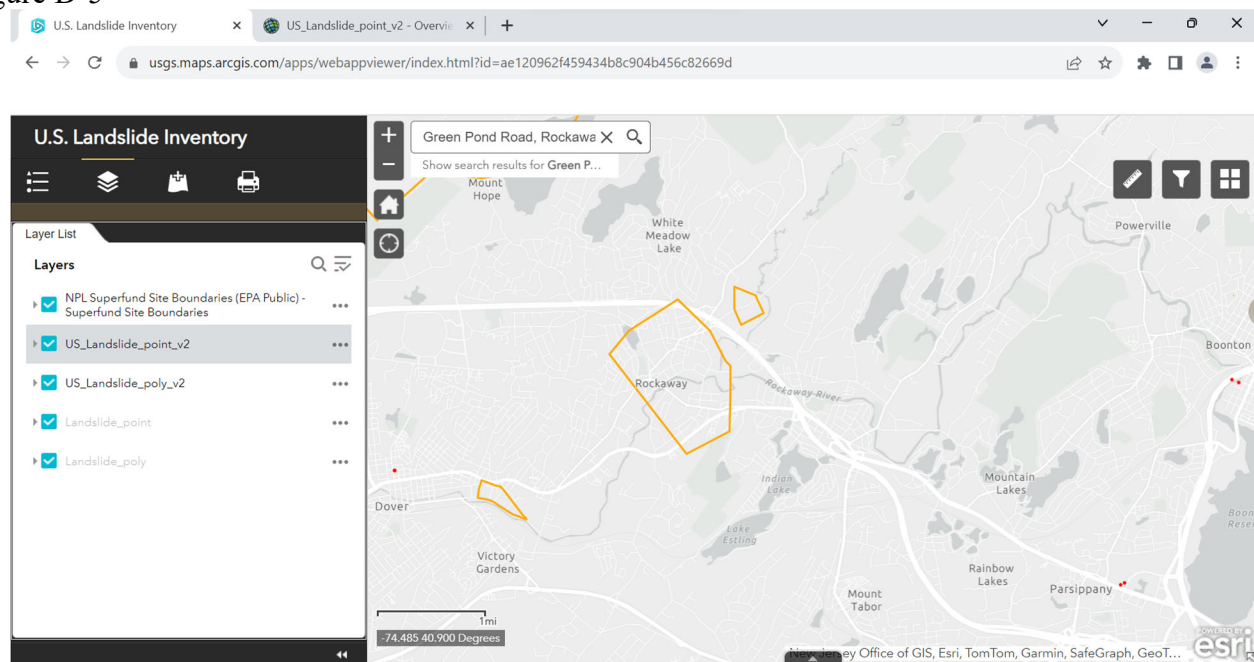 U.S. Landslide Inventory
US_Landslide_point_v2 - Overvie
usgs.maps.arcgis.com/apps/webappviewer/index.html?id=ae120962f459434b8c904b456c82669d
U.S. Landslide Inventory
Layer List
Layers
NPL Superfund Site Boundaries (EPA Public) -
Superfund Site Boundaries
US_Landslide_point_v2
US_Landslide_poly_v2
Landslide_point
Landslide_poly
Green Pond Road, Rockawa
Show search results for Green P...
Mount
Hope
White
Meadow
Lake
Powerville
Boonton
Rockaway
Rockaway River
Indian
Lake
Mountain
Lakes
Dover
Lake
Estling
Boon
Rese
Victory
Gardens
Rainbow
Lakes
Parsippany
Mount
Tabor
1mi
-74.485 40.900 Degrees
New Jersey Office of GIS, Esri, TomTom, Garmin, SafeGraph, GeoT...
POWERED BY
esri